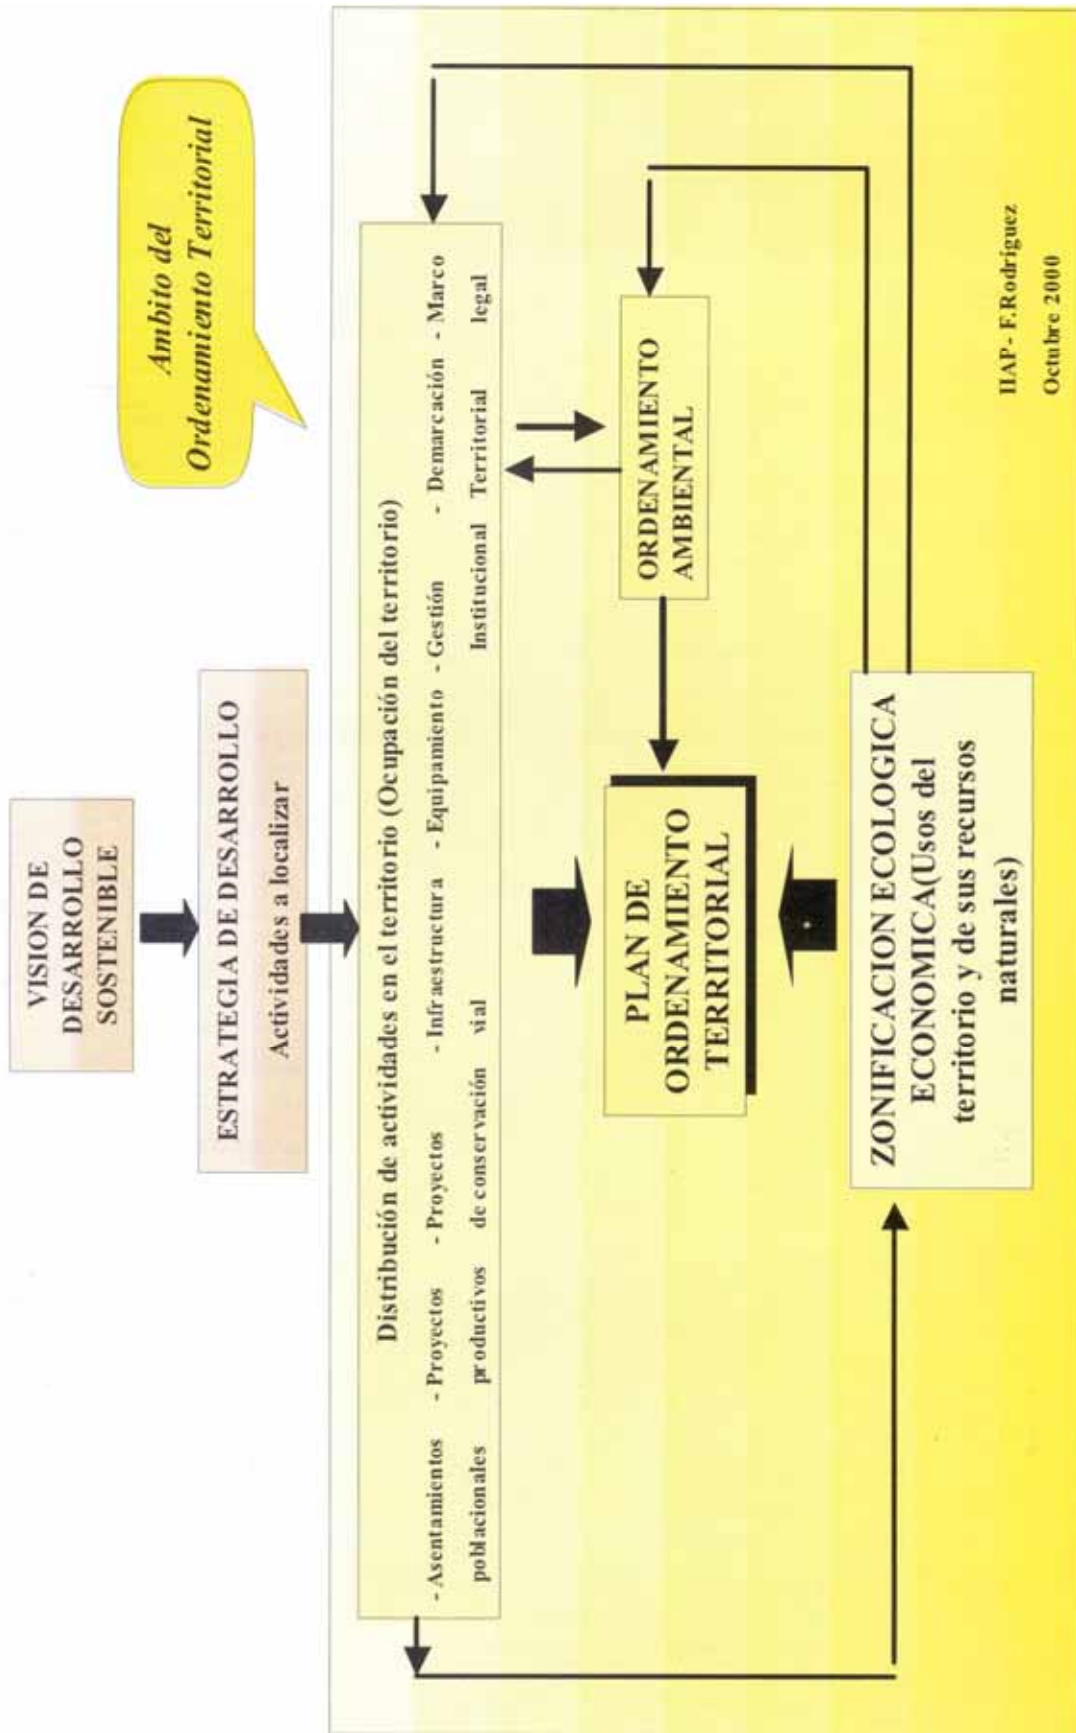 VISION DE
DESARROLLO
SOSTENIBLE
ESTRATEGIA DE DESARROLLO
Actividades a localizar
Ambito del
Ordenamiento Territorial
Distribución de actividades en el territorio (Ocupación del territorio)
- Asentamientos - Proyectos - Proyectos - Infraestructura - Equipamiento - Gestión - Demarcación - Marco
poblacionales productivos de conservación vial Institucional Territorial legal
PLAN DE
ORDENAMIENTO
TERRITORIAL
ORDENAMIENTO
AMBIENTAL
ZONIFICACION ECOLOGICA
ECONOMICA(Usos del
territorio y de sus recursos
naturales)
IIAP- F.Rodríguez
Octubre 2000